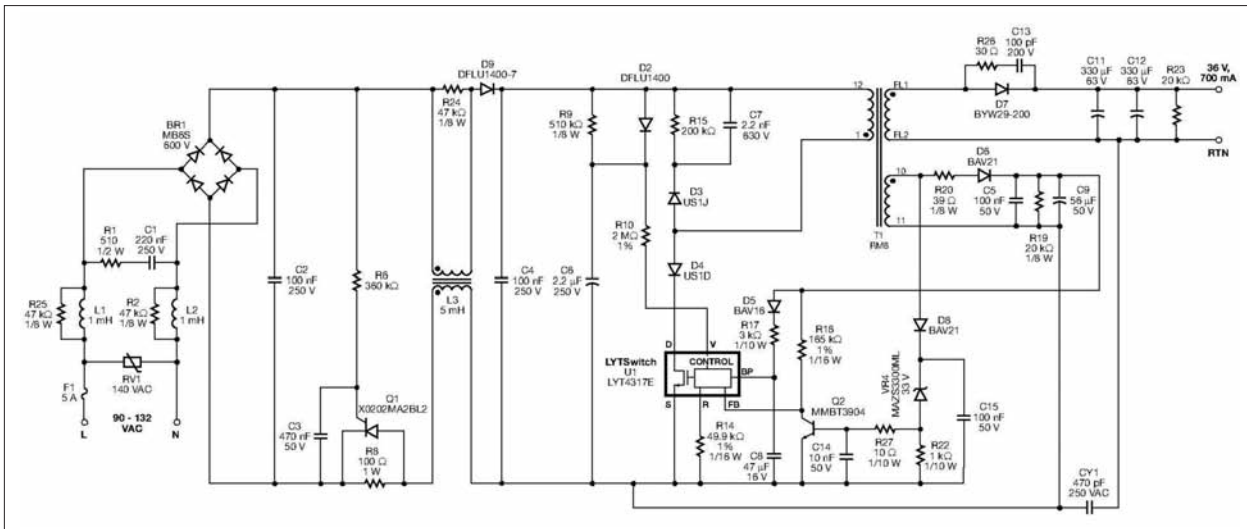 BR1
MB6S
600 V
R1
510
1/2 W
C1
220 nF
250 V
R25
47 kΩ
1/8 W
L1
1 mH
R2
47 kΩ
1/8 W
L2
1 mH
RV1
140 VAC
F1
5 A
90 - 132
VAC
L
N
C2
100 nF
250 V
R6
360 kΩ
C3
470 nF
50 V
Q1
X0202MA2BL2
R8
100 Ω
1 W
R24
47 kΩ
1/8 W
D9
DFLU1400-7
L3
5 mH
C4
100 nF
250 V
R9
510 kΩ
1/8 W
C6
2.2 µF
250 V
D2
DFLU1400
R15
200 kΩ
C7
2.2 nF
630 V
D3
US1J
R10
2 MΩ
1%
D4
US1D
D
V
LYTSwitch
U1
LYT4317E
CONTROL
BP
S
R
FB
R14
49.9 kΩ
1%
1/16 W
D5
BAV16
R17
3 kΩ
1/10 W
C8
47 µF
16 V
R18
165 kΩ
1%
1/16 W
Q2
MMBT3904
C14
10 nF
50 V
R27
10 Ω
1/10 W
R22
1 kΩ
1/10 W
VR4
MAZS3300ML
33 V
D8
BAV21
C15
100 nF
50 V
12
1
FL1
FL2
10
11
T1
RM6
R20
39 Ω
1/8 W
D6
BAV21
C5
100 nF
50 V
R19
20 kΩ
1/8 W
C9
56 µF
50 V
R26
30 Ω
C13
100 pF
200 V
D7
BYW29-200
C11
330 µF
63 V
C12
330 µF
63 V
R23
20 kΩ
36 V,
700 mA
RTN
CY1
470 pF
250 VAC